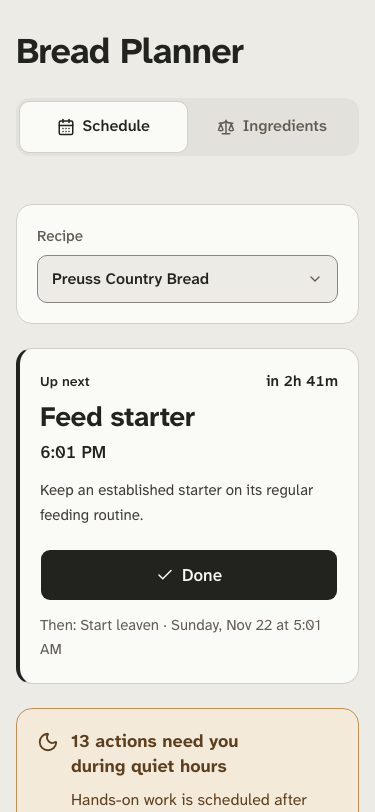 Bread Planner
Schedule
Ingredients
Recipe
Preuss Country Bread
Up next
in 2h 41m
Feed starter
6:01 PM
Keep an established starter on its regular
feeding routine.
Done
Then: Start leaven · Sunday, Nov 22 at 5:01
AM
13 actions need you
during quiet hours
Hands-on work is scheduled after